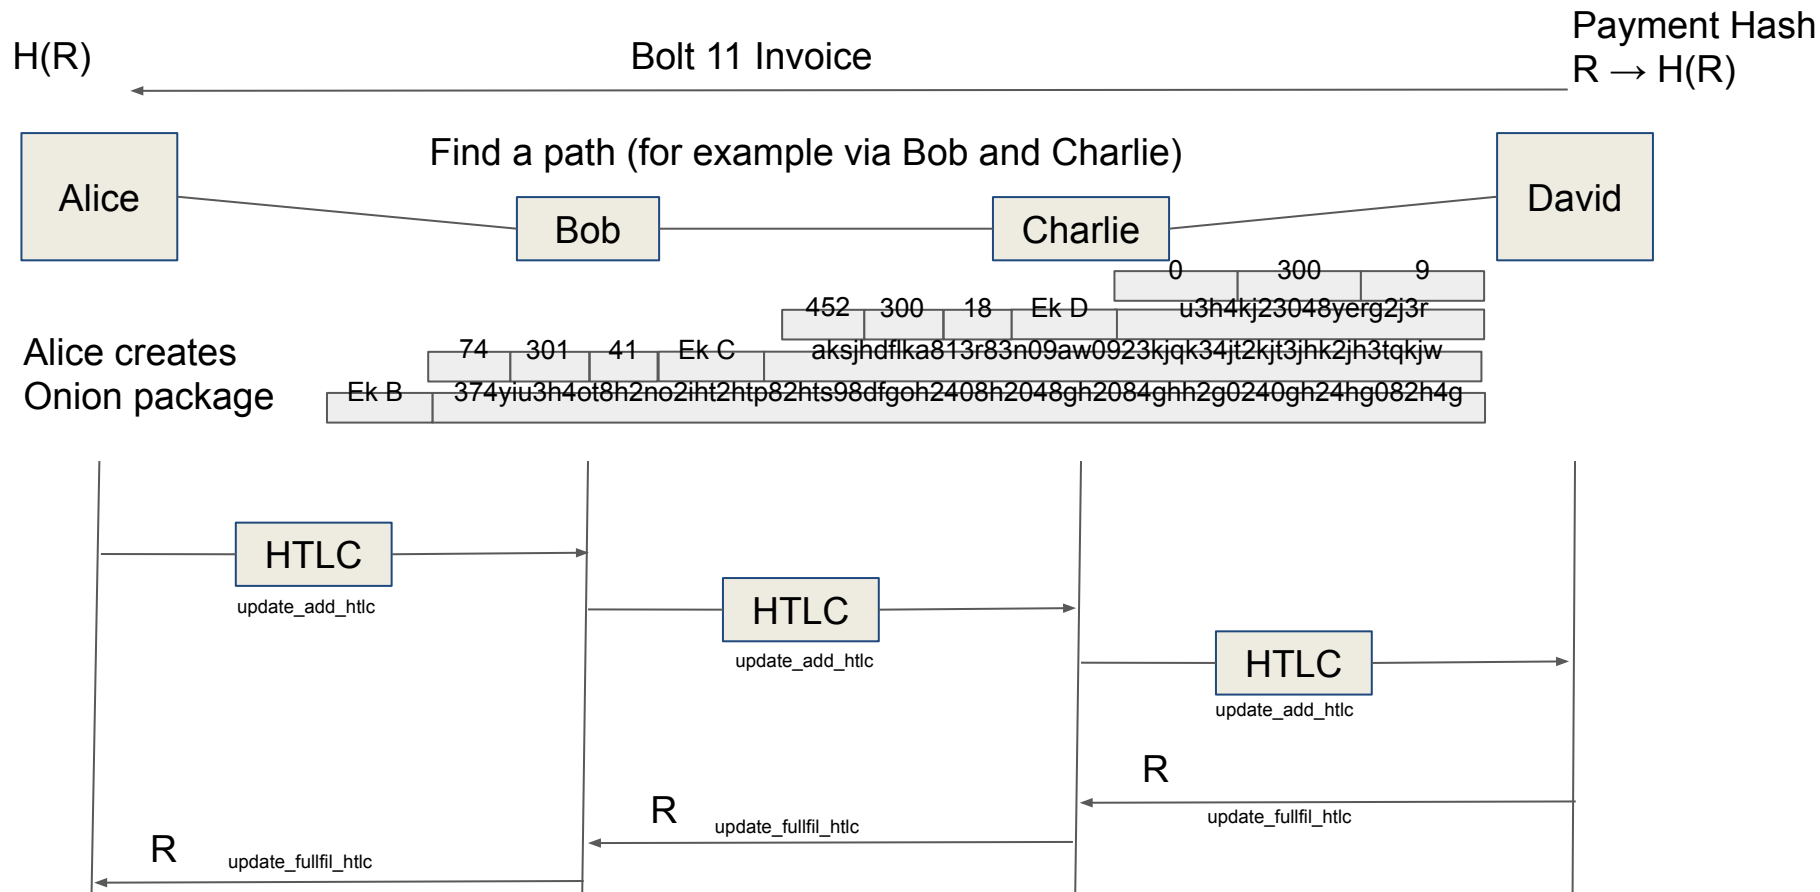 H(R)
Bolt 11 Invoice
Payment Hash
R → H(R)
Find a path (for example via Bob and Charlie)
Alice
Bob
Charlie
David
0 300 9
452 300 18 Ek D u3h4kj23048yerg2j3r
74 301 41 Ek C aksjhdflka813r83n09aw0923kjqk34jt2kjt3jhk2jh3tqkjw
Ek B 374yiu3h4ot8h2no2iht2htp82hts98dfgoh2408h2048gh2084ghh2g0240gh24hg082h4g
Alice creates
Onion package
HTLC
update_add_htlc
HTLC
update_add_htlc
HTLC
update_add_htlc
R
update_fullfil_htlc
R
update_fullfil_htlc
R
update_fullfil_htlc